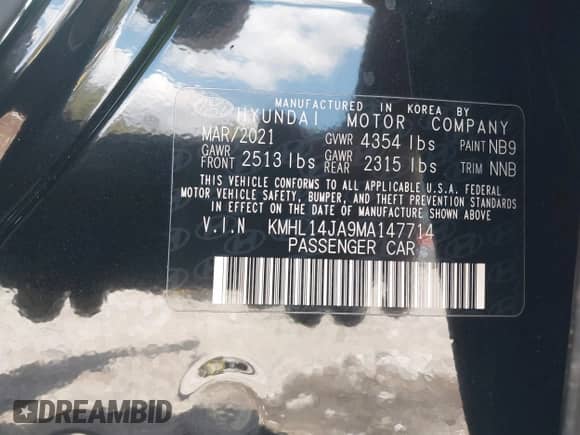 MANUFACTURED IN KOREA BY
HYUNDAI MOTOR COMPANY
MAR/2021 GVWR 4354 lbs PAINT NB9
GAWR FRONT 2513 lbs GAWR REAR 2315 lbs TRIM NNB
THIS VEHICLE CONFORMS TO ALL APPLICABLE U.S.A. FEDERAL
MOTOR VEHICLE SAFETY, BUMPER, AND THEFT PREVENTION STANDARDS
IN EFFECT ON THE DATE OF MANUFACTURE SHOWN ABOVE
V.I.N KMHL14JA9MA147714
PASSENGER CAR
DREAMBID